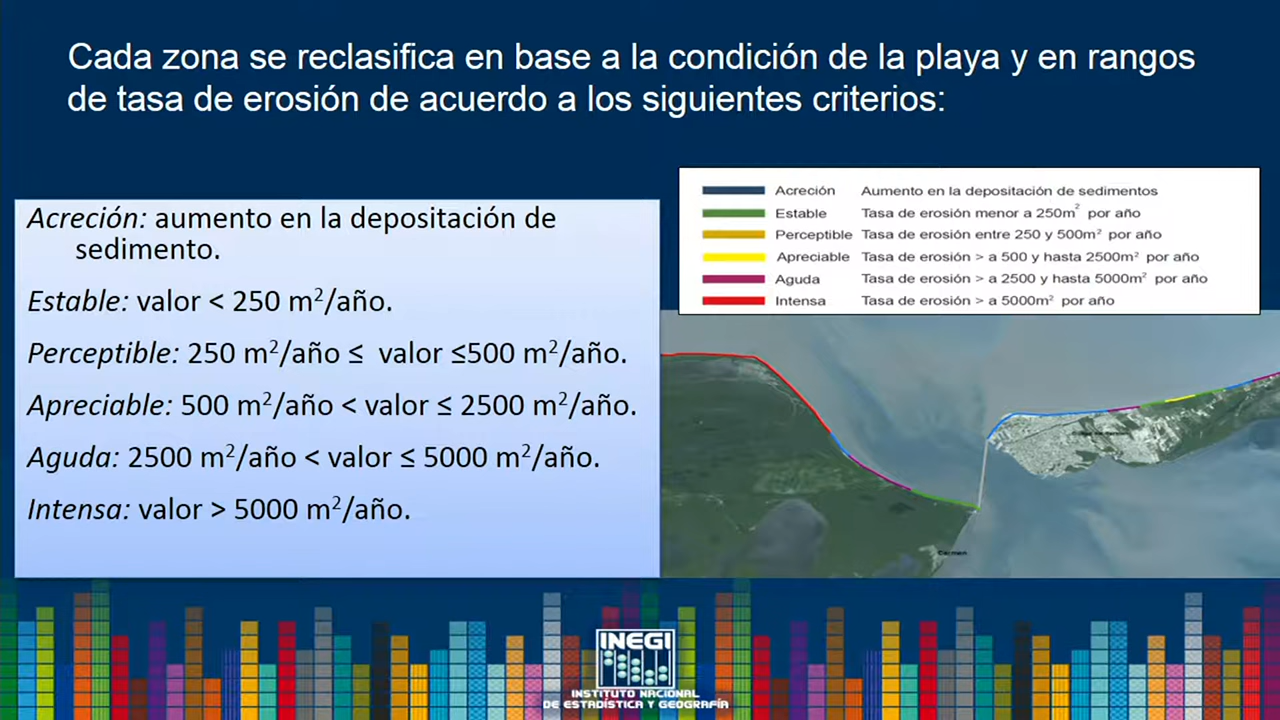 Cada zona se reclasifica en base a la condición de la playa y en rangos
de tasa de erosión de acuerdo a los siguientes criterios:
Acreción: aumento en la depositación de
sedimento.
Estable: valor < 250 m²/año.
Perceptible: 250 m²/año ≤ valor ≤500 m²/año.
Apreciable: 500 m²/año < valor ≤ 2500 m²/año.
Aguda: 2500 m²/año < valor ≤ 5000 m²/año.
Intensa: valor > 5000 m²/año.
Acreción Aumento en la depositación de sedimentos
Estable Tasa de erosión menor a 250m² por año
Perceptible Tasa de erosión entre 250 y 500m² por año
Apreciable Tasa de erosión > a 500 y hasta 2500m² por año
Aguda Tasa de erosión > a 2500 y hasta 5000m² por año
Intensa Tasa de erosión > a 5000m² por año
Carmen
INEGI
INSTITUTO NACIONAL
DE ESTADÍSTICA Y GEOGRAFÍA